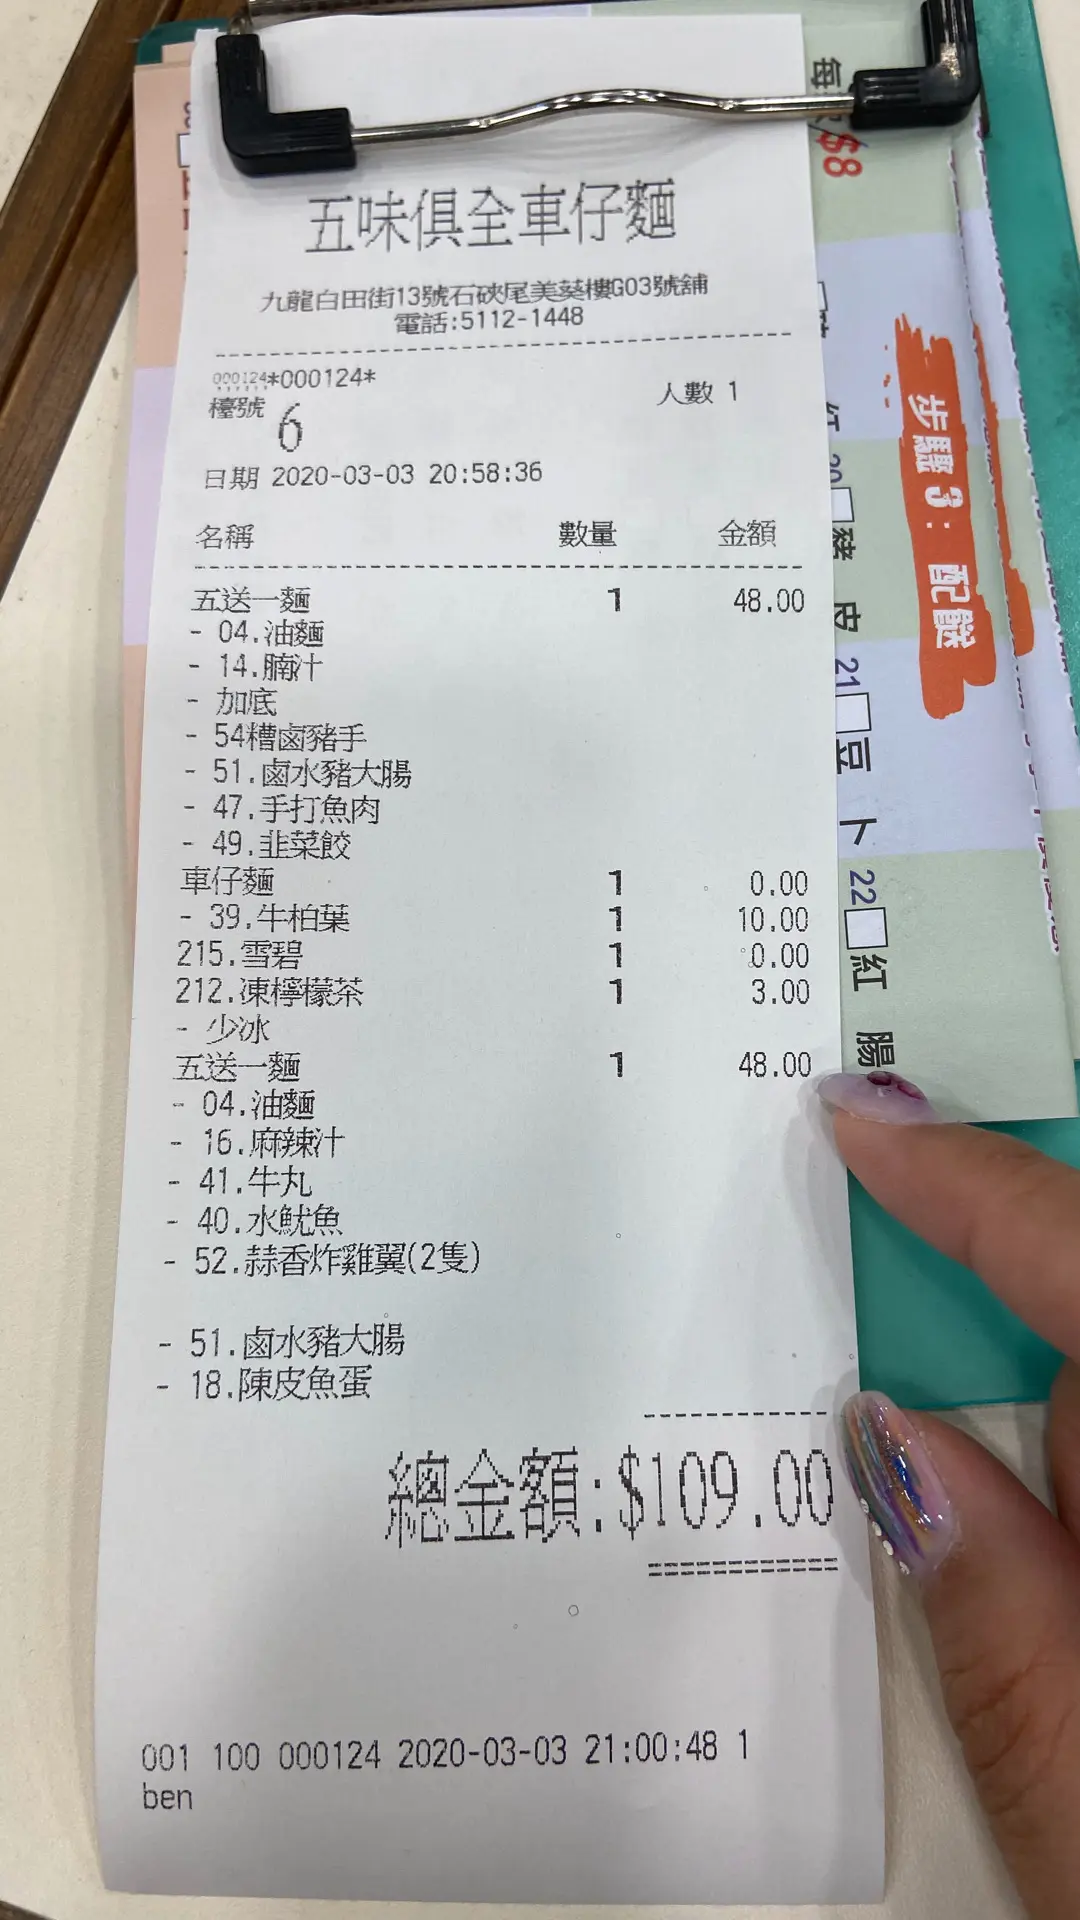 五味俱全車仔麵
九龍白田街13號石硤尾美葵樓G03號舖
電話:5112-1448
000124*000124*
檯號 6 人數 1
日期 2020-03-03 20:58:36
名稱 數量 金額
五送一麵 1 48.00
- 04.油麵
- 14.腩汁
- 加底
- 54糟鹵豬手
- 51.鹵水豬大腸
- 47.手打魚肉
- 49.韭菜餃
車仔麵 1 0.00
- 39.牛柏葉 1 10.00
215.雪碧 1 0.00
212.凍檸檬茶 1 3.00
- 少冰
五送一麵 1 48.00
- 04.油麵
- 16.麻辣汁
- 41.牛丸
- 40.水魷魚
- 52.蒜香炸雞翼(2隻)
- 51.鹵水豬大腸
- 18.陳皮魚蛋
總金額:$109.00
001 100 000124 2020-03-03 21:00:48 1
ben
每
/$8
步驟3：配餸
20 豬皮
21 豆卜
22 紅腸